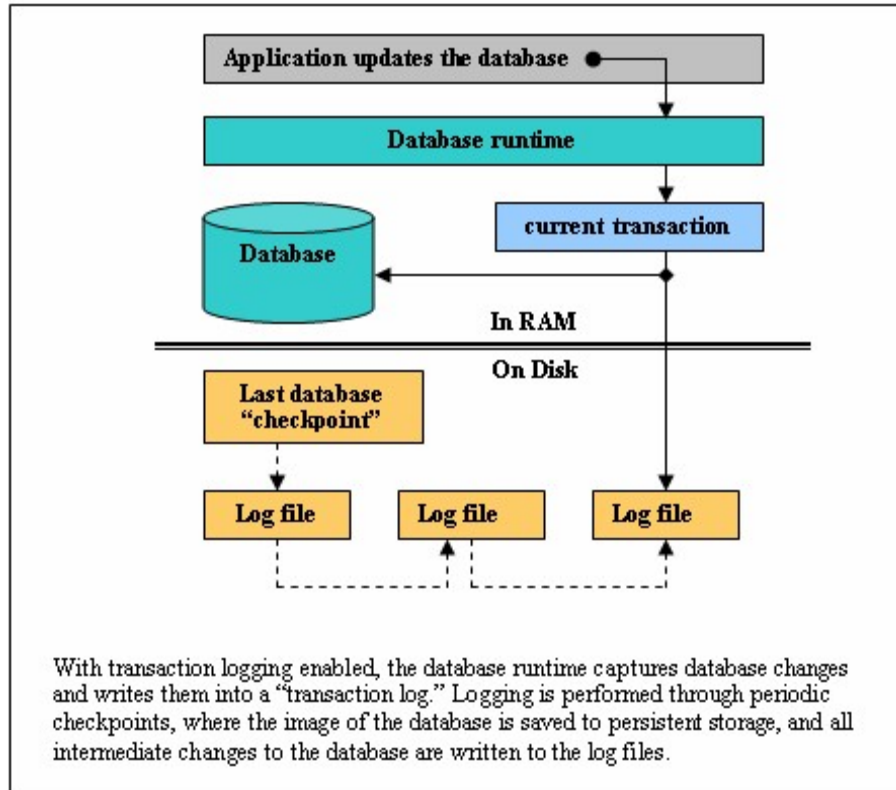 Application updates the database
Database runtime
current transaction
Database
In RAM
On Disk
Last database
“checkpoint”
Log file
Log file
Log file
With transaction logging enabled, the database runtime captures database changes
and writes them into a “transaction log.” Logging is performed through periodic
checkpoints, where the image of the database is saved to persistent storage, and all
intermediate changes to the database are written to the log files.